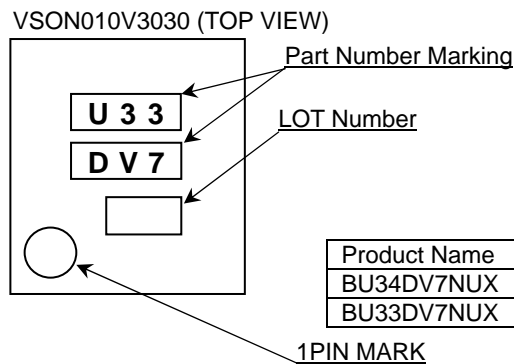 VSON010V3030 (TOP VIEW)
Part Number Marking
U 3 3
LOT Number
D V 7
Product Name
BU34DV7NUX
BU33DV7NUX
1PIN MARK